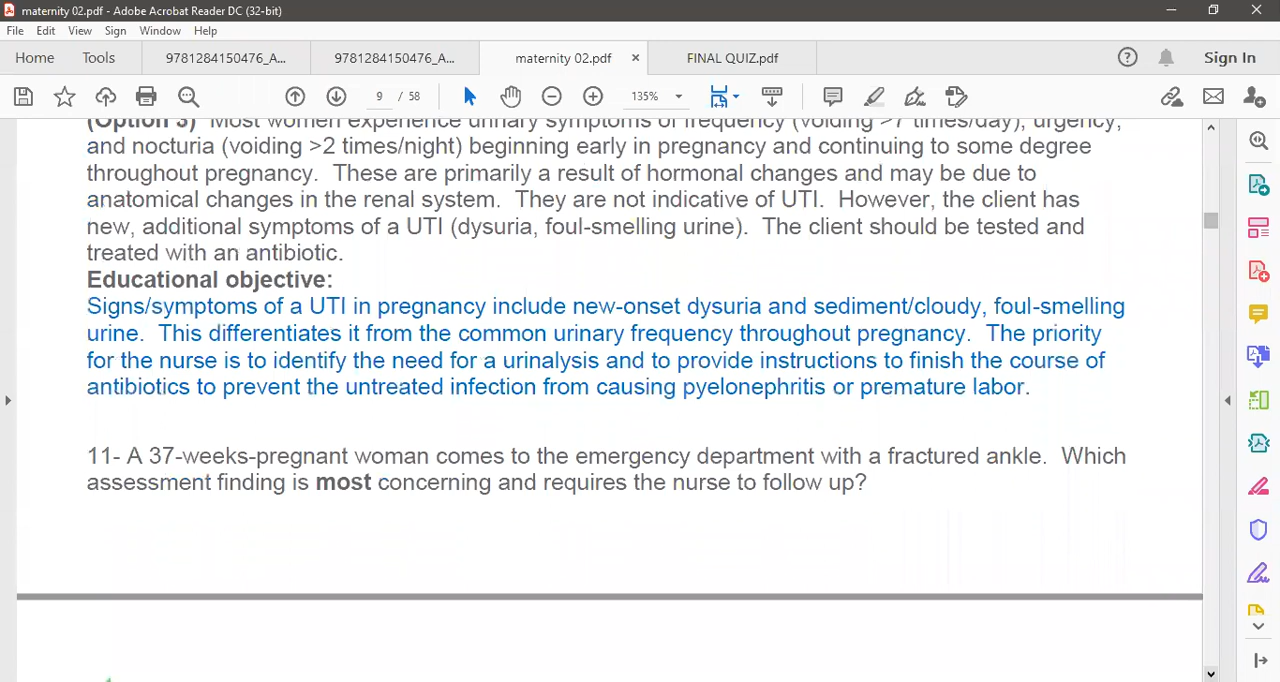 maternity 02.pdf - Adobe Acrobat Reader DC (32-bit)
File Edit View Sign Window Help
Home Tools 9781284150476_A... 9781284150476_A... maternity 02.pdf × FINAL QUIZ.pdf Sign In
9 / 58 135%
(Option 3) Most women experience urinary symptoms of frequency (voiding >7 times/day), urgency,
and nocturia (voiding >2 times/night) beginning early in pregnancy and continuing to some degree
throughout pregnancy. These are primarily a result of hormonal changes and may be due to
anatomical changes in the renal system. They are not indicative of UTI. However, the client has
new, additional symptoms of a UTI (dysuria, foul-smelling urine). The client should be tested and
treated with an antibiotic.
Educational objective:
Signs/symptoms of a UTI in pregnancy include new-onset dysuria and sediment/cloudy, foul-smelling
urine. This differentiates it from the common urinary frequency throughout pregnancy. The priority
for the nurse is to identify the need for a urinalysis and to provide instructions to finish the course of
antibiotics to prevent the untreated infection from causing pyelonephritis or premature labor.
11- A 37-weeks-pregnant woman comes to the emergency department with a fractured ankle. Which
assessment finding is most concerning and requires the nurse to follow up?